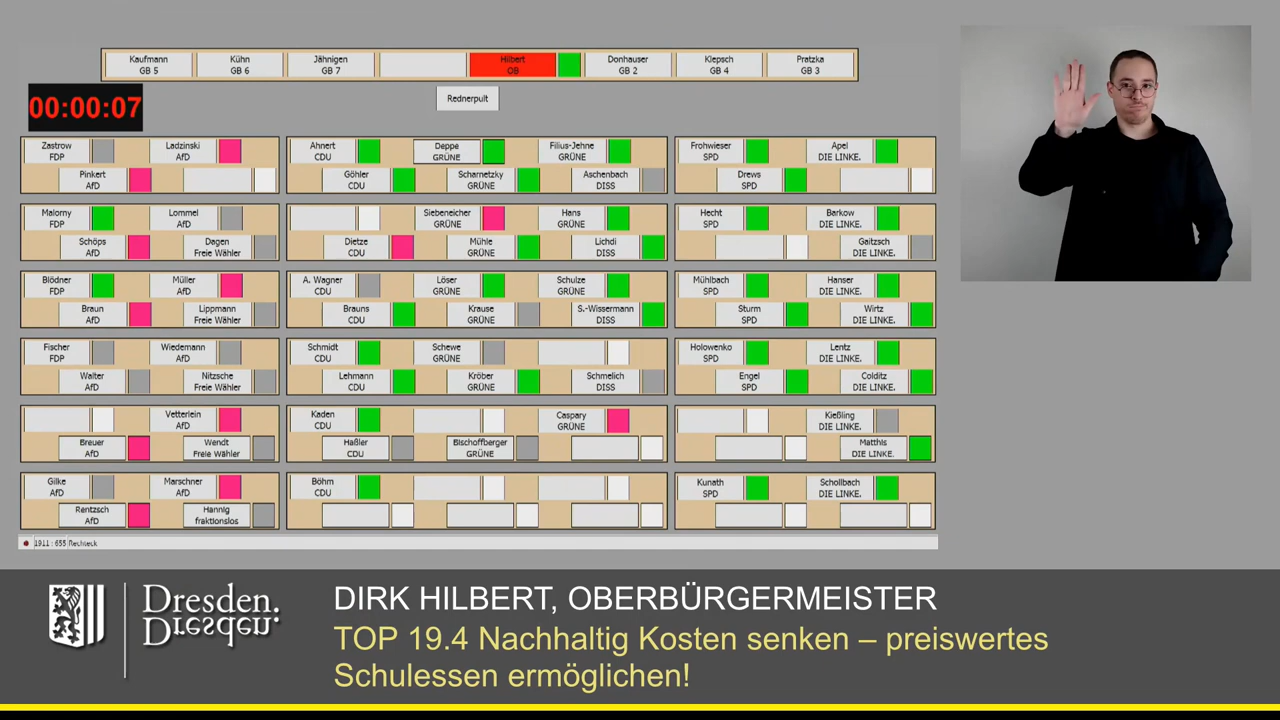 Kaufmann
GB 5
Kühn
GB 6
Jähnigen
GB 7
Hilbert
OB
Donhauser
GB 2
Klepsch
GB 4
Pratzka
GB 3
00:00:07
Rednerpult
Zastrow
FDP
Ladzinski
AfD
Pinkert
AfD
Ahnert
CDU
Deppe
GRÜNE
Filius-Jehne
GRÜNE
Göhler
CDU
Scharnetzky
GRÜNE
Aschenbach
DISS
Frohwieser
SPD
Apel
DIE LINKE.
Drews
SPD
Malorny
FDP
Lommel
AfD
Schöps
AfD
Dagen
Freie Wähler
Siebeneicher
GRÜNE
Hans
GRÜNE
Dietze
CDU
Mühle
GRÜNE
Lichdi
DISS
Hecht
SPD
Barkow
DIE LINKE.
Gaitzsch
DIE LINKE.
Blödner
FDP
Müller
AfD
Braun
AfD
Lippmann
Freie Wähler
A. Wagner
CDU
Löser
GRÜNE
Schulze
GRÜNE
Brauns
CDU
Krause
GRÜNE
S.-Wissermann
DISS
Mühlbach
SPD
Hanser
DIE LINKE.
Sturm
SPD
Wirtz
DIE LINKE.
Fischer
FDP
Wiedemann
AfD
Walter
AfD
Nitzsche
Freie Wähler
Schmidt
CDU
Schewe
GRÜNE
Lehmann
CDU
Kröber
GRÜNE
Schmelich
DISS
Holowenko
SPD
Lentz
DIE LINKE.
Engel
SPD
Colditz
DIE LINKE.
Vetterlein
AfD
Breuer
AfD
Wendt
Freie Wähler
Kaden
CDU
Caspary
GRÜNE
Haßler
CDU
Bischoffberger
GRÜNE
Kießling
DIE LINKE.
Matthis
DIE LINKE.
Gilke
AfD
Marschner
AfD
Rentzsch
AfD
Hannig
fraktionslos
Böhm
CDU
Kunath
SPD
Schollbach
DIE LINKE.
1911 : 655 Rechteck
Dresden.
Dresden.
DIRK HILBERT, OBERBÜRGERMEISTER
TOP 19.4 Nachhaltig Kosten senken – preiswertes
Schulessen ermöglichen!